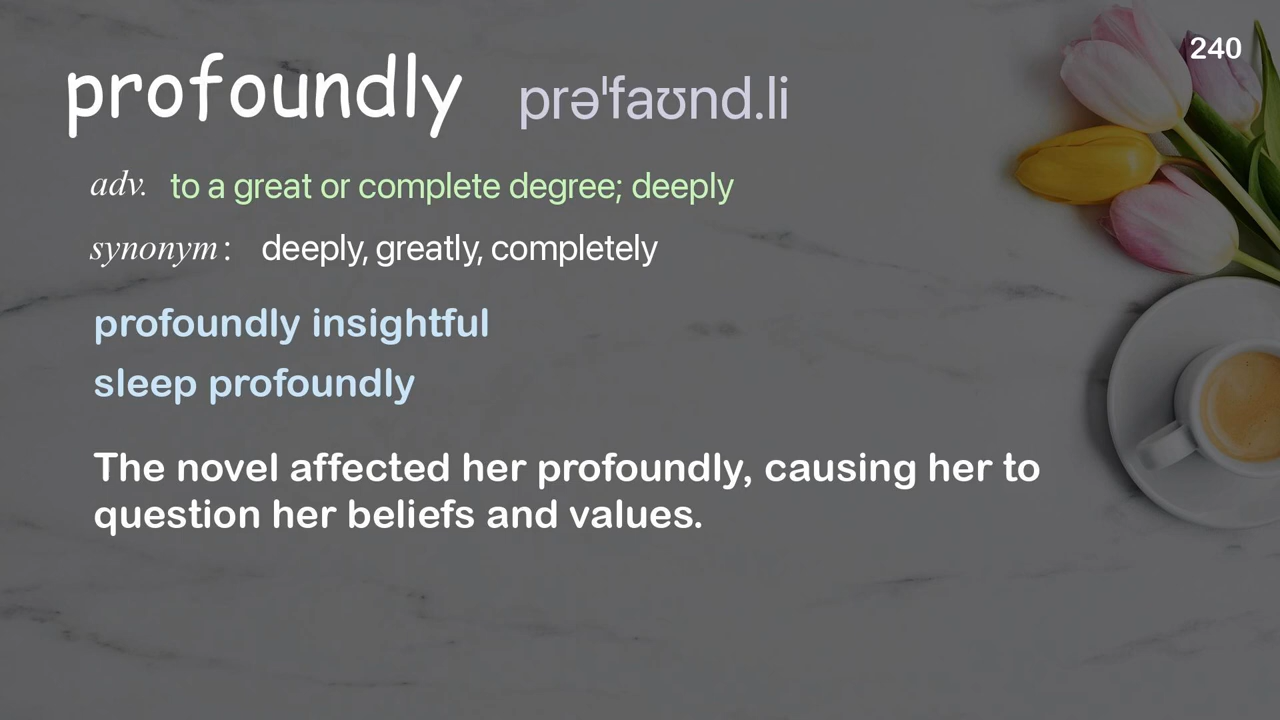 240
profoundly prəˈfaʊnd.li
adv. to a great or complete degree; deeply
synonym: deeply, greatly, completely
profoundly insightful
sleep profoundly
The novel affected her profoundly, causing her to
question her beliefs and values.